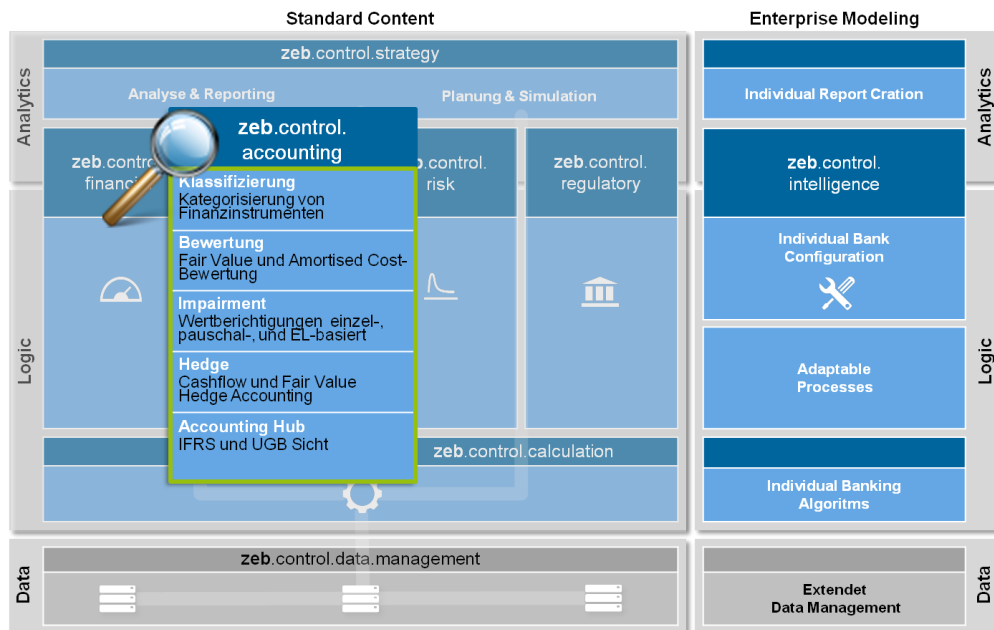 Standard Content
Enterprise Modeling
Analytics
zeb.control.strategy
Analyse & Reporting
Planung & Simulation
Individual Report Cration
Analytics
zeb.control.
accounting
risk
zeb.control.
regulatory
zeb.control.
intelligence
Logic
Klassifizierung
Kategorisierung von
Finanzinstrumenten
Bewertung
Fair Value und Amortised Cost-
Bewertung
Impairment
Wertberichtigungen einzel-,
pauschal-, und EL-basiert
Hedge
Cashflow und Fair Value
Hedge Accounting
Accounting Hub
IFRS und UGB Sicht
Individual Bank
Configuration
Adaptable
Processes
Logic
zeb.control.calculation
Individual Banking
Algoritms
Data
zeb.control.data.management
Extendet
Data Management
Data